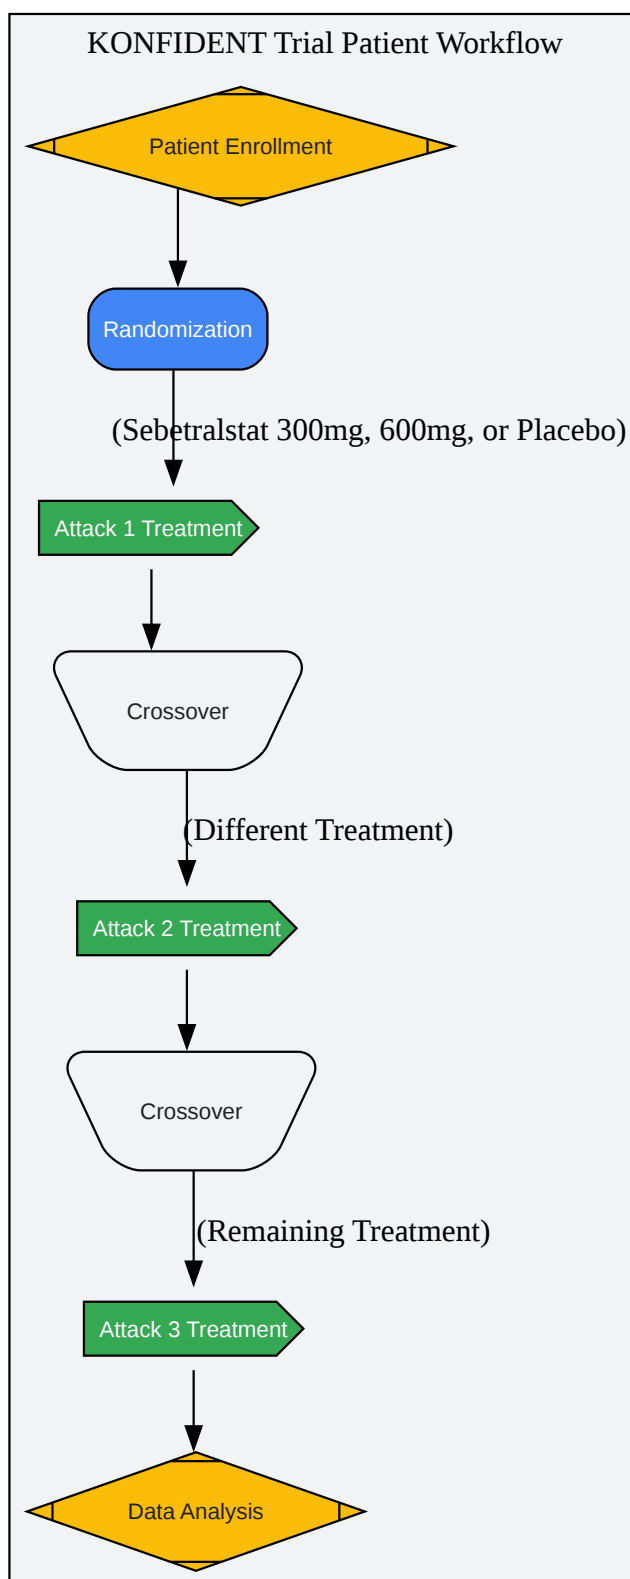 KONFIDENT Trial Patient Workflow
Patient Enrollment
Randomization
(Sebetralstat 300mg, 600mg, or Placebo)
Attack 1 Treatment
Crossover
(Different Treatment)
Attack 2 Treatment
Crossover
(Remaining Treatment)
Attack 3 Treatment
Data Analysis